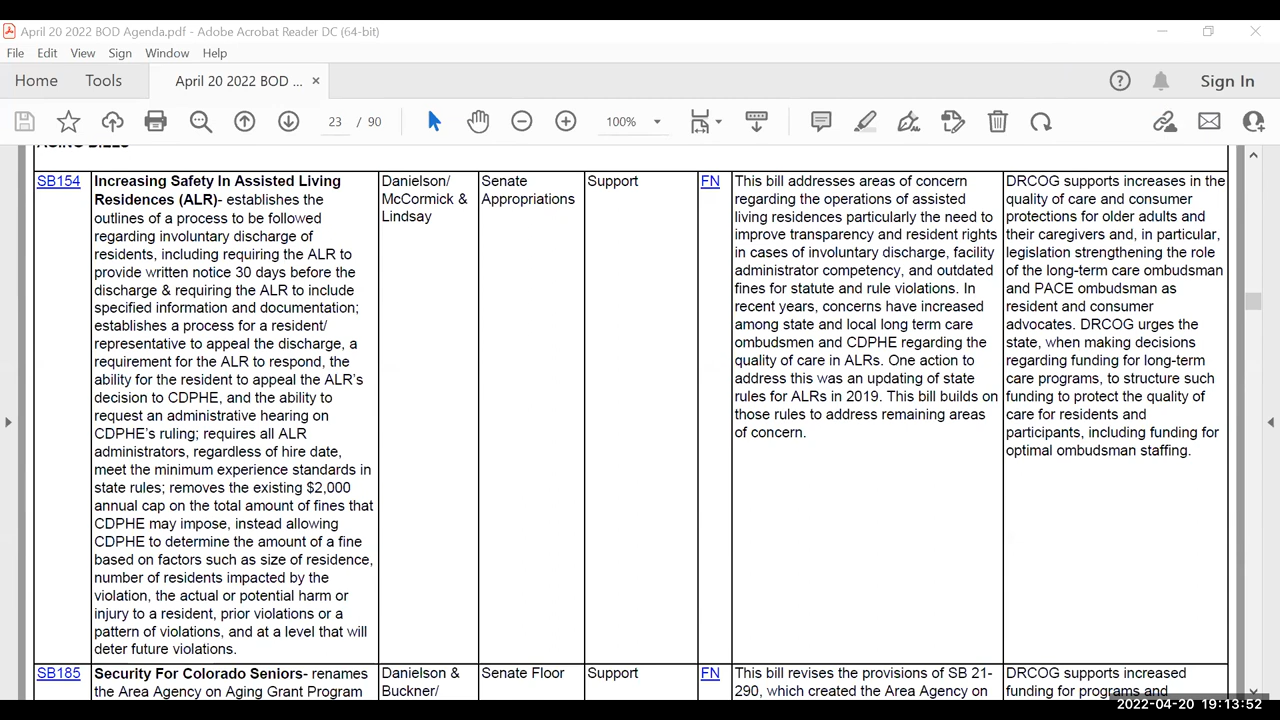 April 20 2022 BOD Agenda.pdf - Adobe Acrobat Reader DC (64-bit)
File Edit View Sign Window Help
Home Tools April 20 2022 BOD ... × Sign In
23 / 90 100%
AGING BILLS
SB154
Increasing Safety In Assisted Living
Residences (ALR)- establishes the
outlines of a process to be followed
regarding involuntary discharge of
residents, including requiring the ALR to
provide written notice 30 days before the
discharge & requiring the ALR to include
specified information and documentation;
establishes a process for a resident/
representative to appeal the discharge, a
requirement for the ALR to respond, the
ability for the resident to appeal the ALR's
decision to CDPHE, and the ability to
request an administrative hearing on
CDPHE's ruling; requires all ALR
administrators, regardless of hire date,
meet the minimum experience standards in
state rules; removes the existing $2,000
annual cap on the total amount of fines that
CDPHE may impose, instead allowing
CDPHE to determine the amount of a fine
based on factors such as size of residence,
number of residents impacted by the
violation, the actual or potential harm or
injury to a resident, prior violations or a
pattern of violations, and at a level that will
deter future violations.
Danielson/
McCormick &
Lindsay
Senate
Appropriations
Support
FN
This bill addresses areas of concern
regarding the operations of assisted
living residences particularly the need to
improve transparency and resident rights
in cases of involuntary discharge, facility
administrator competency, and outdated
fines for statute and rule violations. In
recent years, concerns have increased
among state and local long term care
ombudsmen and CDPHE regarding the
quality of care in ALRs. One action to
address this was an updating of state
rules for ALRs in 2019. This bill builds on
those rules to address remaining areas
of concern.
DRCOG supports increases in the
quality of care and consumer
protections for older adults and
their caregivers and, in particular,
legislation strengthening the role
of the long-term care ombudsman
and PACE ombudsman as
resident and consumer
advocates. DRCOG urges the
state, when making decisions
regarding funding for long-term
care programs, to structure such
funding to protect the quality of
care for residents and
participants, including funding for
optimal ombudsman staffing.
SB185
Security For Colorado Seniors- renames
the Area Agency on Aging Grant Program
Danielson &
Buckner/
Senate Floor
Support
FN
This bill revises the provisions of SB 21-
290, which created the Area Agency on
DRCOG supports increased
funding for programs and
2022-04-20 19:13:52